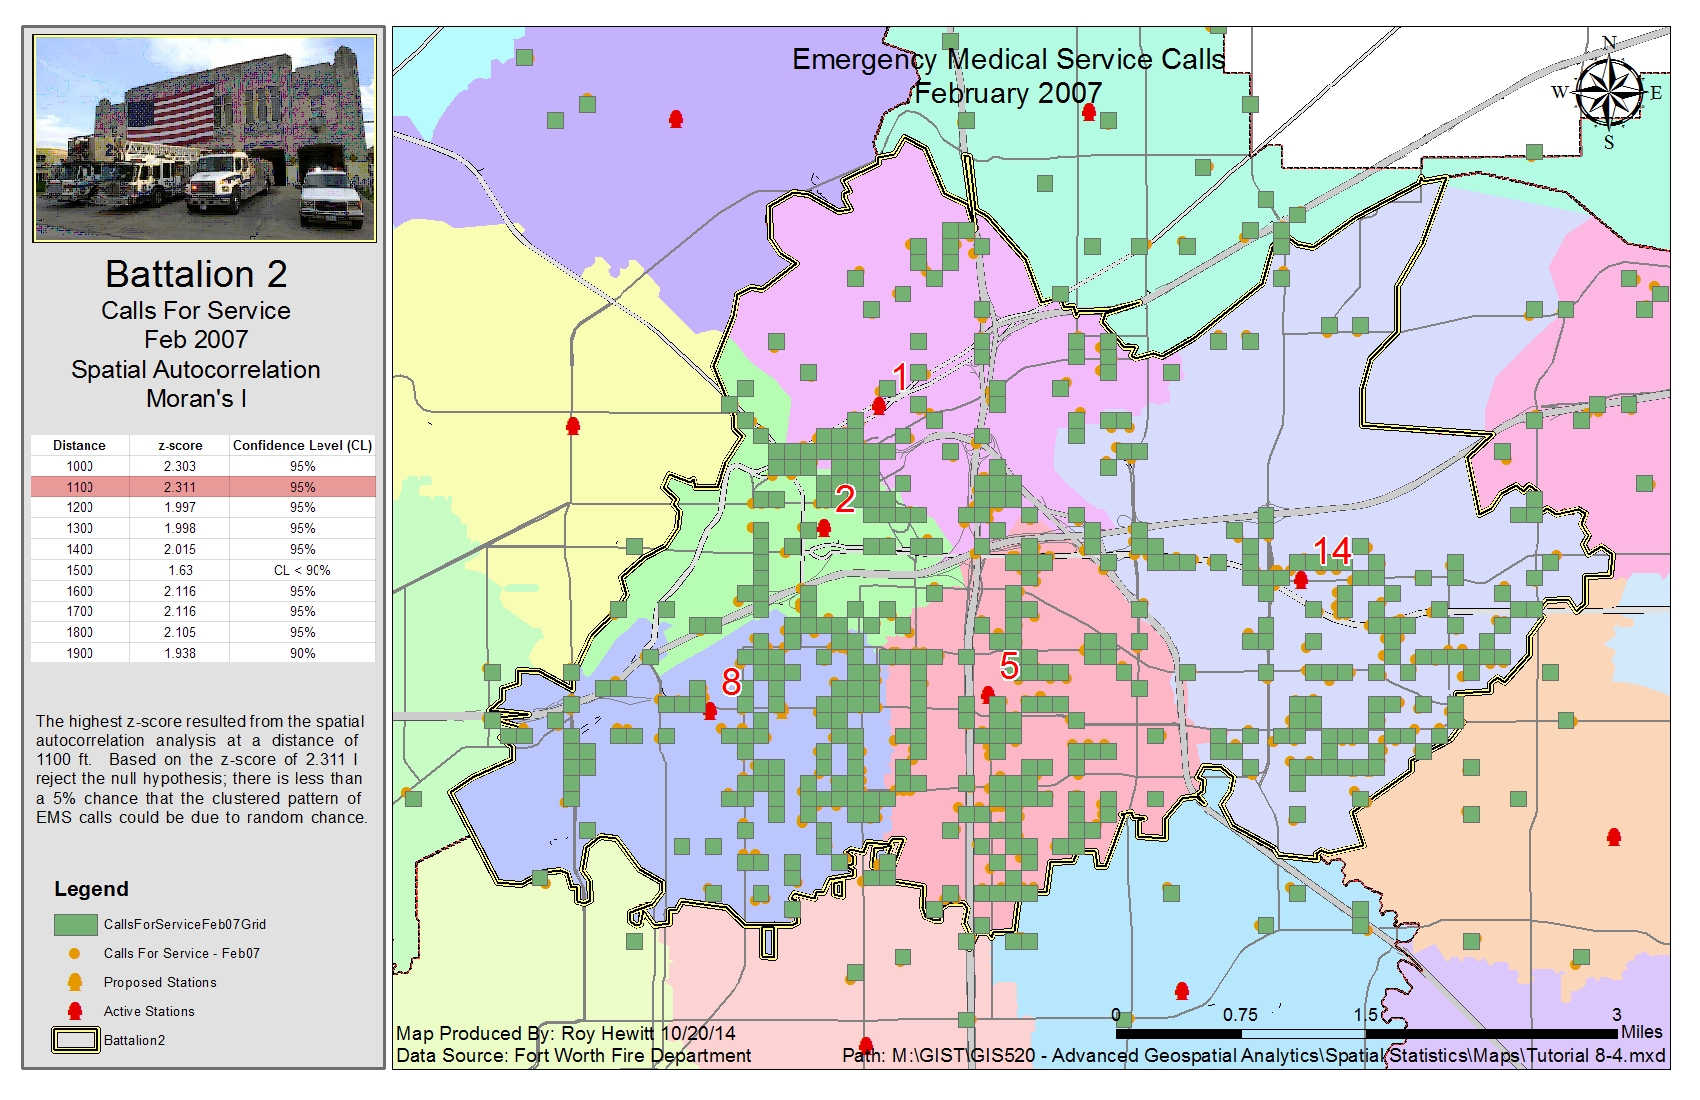 Battalion 2
Calls For Service
Feb 2007
Spatial Autocorrelation
Moran's I
Distance z-score Confidence Level (CL)
1000 2.303 95%
1100 2.311 95%
1200 1.997 95%
1300 1.998 95%
1400 2.015 95%
1500 1.63 CL < 90%
1600 2.116 95%
1700 2.116 95%
1800 2.105 95%
1900 1.938 90%
The highest z-score resulted from the spatial
autocorrelation analysis at a distance of
1100 ft. Based on the z-score of 2.311 I
reject the null hypothesis; there is less than
a 5% chance that the clustered pattern of
EMS calls could be due to random chance.
Legend
CallsForServiceFeb07Grid
Calls For Service - Feb07
Proposed Stations
Active Stations
Battalion2
Emergency Medical Service Calls
February 2007
N
W E
S
1
2
14
5
8
0 0.75 1.5 3
Miles
Map Produced By: Roy Hewitt 10/20/14
Data Source: Fort Worth Fire Department
Path: M:\GIST\GIS520 - Advanced Geospatial Analytics\Spatial Statistics\Maps\Tutorial 8-4.mxd